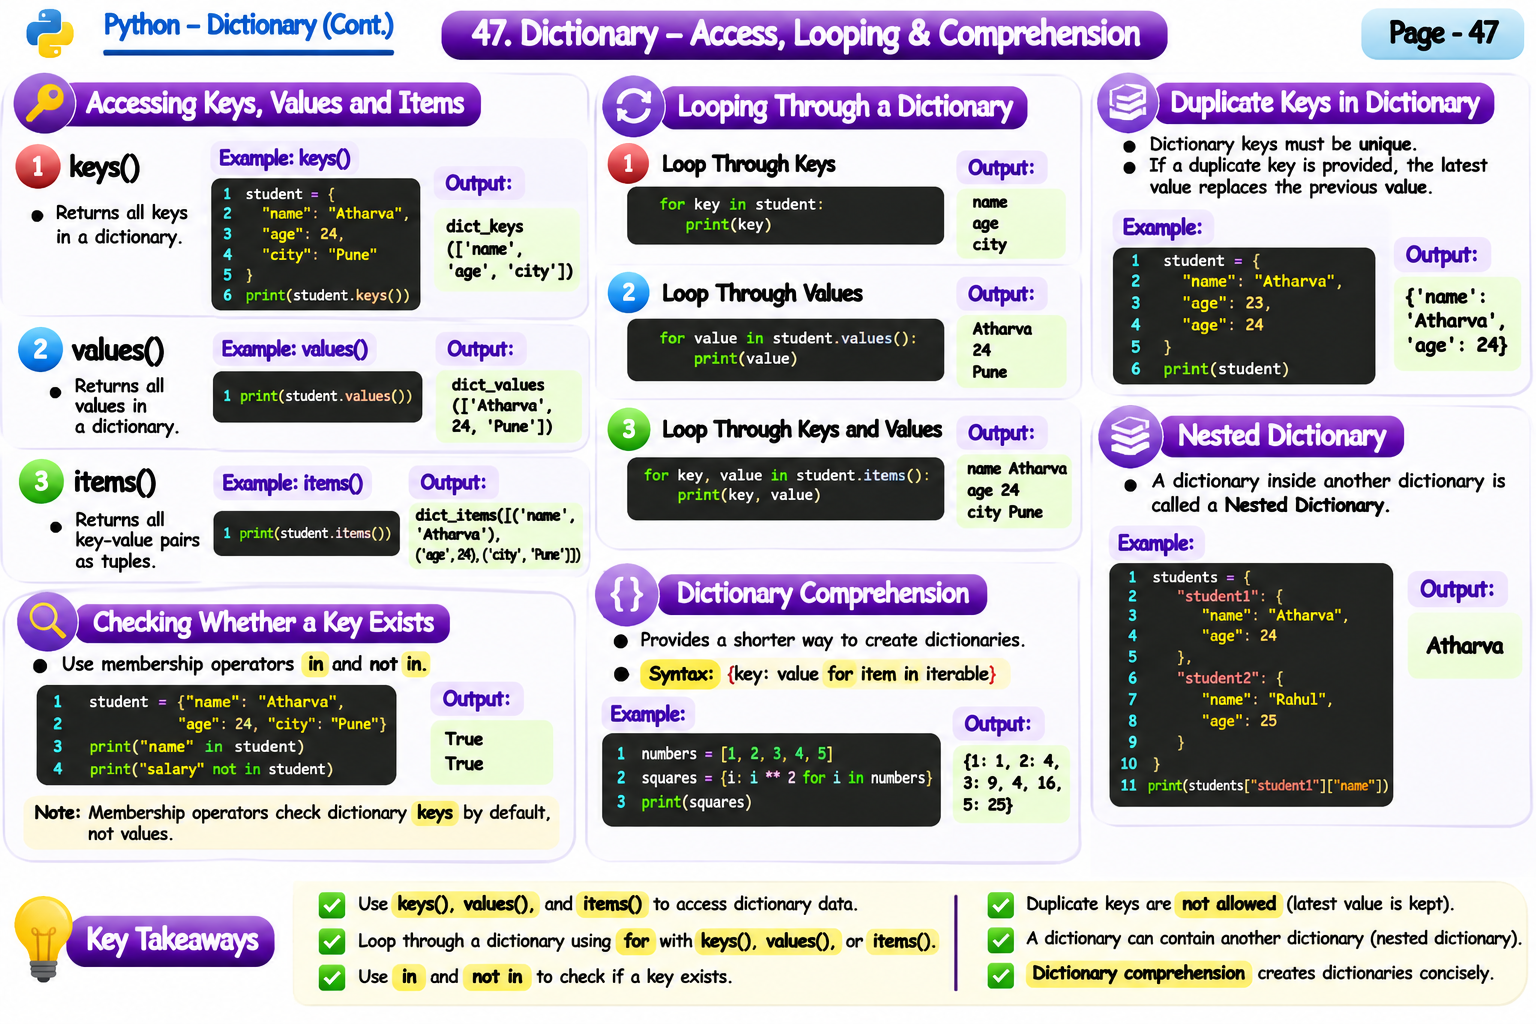 Python – Dictionary (Cont.)
47. Dictionary – Access, Looping & Comprehension
Page - 47
Accessing Keys, Values and Items
1 keys()
Returns all keys
in a dictionary.
Example: keys()
1 student = {
2 "name": "Atharva",
3 "age": 24,
4 "city": "Pune"
5 }
6 print(student.keys())
Output:
dict_keys
(['name',
'age', 'city'])
2 values()
Returns all
values in
a dictionary.
Example: values()
1 print(student.values())
Output:
dict_values
(['Atharva',
24, 'Pune'])
3 items()
Returns all
key-value pairs
as tuples.
Example: items()
1 print(student.items())
Output:
dict_items([('name',
'Atharva'),
('age', 24), ('city', 'Pune')])
Checking Whether a Key Exists
Use membership operators in and not in.
1 student = {"name": "Atharva",
2 "age": 24, "city": "Pune"}
3 print("name" in student)
4 print("salary" not in student)
Output:
True
True
Note: Membership operators check dictionary keys by default,
not values.
Looping Through a Dictionary
1 Loop Through Keys
for key in student:
print(key)
Output:
name
age
city
2 Loop Through Values
for value in student.values():
print(value)
Output:
Atharva
24
Pune
3 Loop Through Keys and Values
for key, value in student.items():
print(key, value)
Output:
name Atharva
age 24
city Pune
{} Dictionary Comprehension
Provides a shorter way to create dictionaries.
Syntax: {key: value for item in iterable}
Example:
1 numbers = [1, 2, 3, 4, 5]
2 squares = {i: i ** 2 for i in numbers}
3 print(squares)
Output:
{1: 1, 2: 4,
3: 9, 4, 16,
5: 25}
Duplicate Keys in Dictionary
Dictionary keys must be unique.
If a duplicate key is provided, the latest
value replaces the previous value.
Example:
1 student = {
2 "name": "Atharva",
3 "age": 23,
4 "age": 24
5 }
6 print(student)
Output:
{'name':
'Atharva',
'age': 24}
Nested Dictionary
A dictionary inside another dictionary is
called a Nested Dictionary.
Example:
1 students = {
2 "student1": {
3 "name": "Atharva",
4 "age": 24
5 },
6 "student2": {
7 "name": "Rahul",
8 "age": 25
9 }
10 }
11 print(students["student1"]["name"])
Output:
Atharva
Key Takeaways
Use keys(), values(), and items() to access dictionary data.
Loop through a dictionary using for with keys(), values(), or items().
Use in and not in to check if a key exists.
Duplicate keys are not allowed (latest value is kept).
A dictionary can contain another dictionary (nested dictionary).
Dictionary comprehension creates dictionaries concisely.